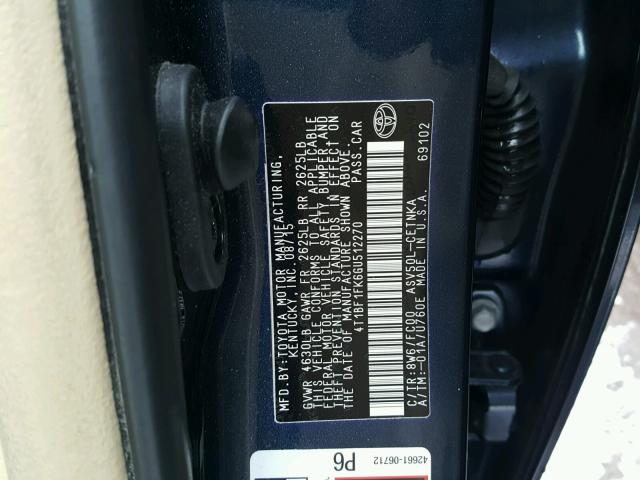 MFD.BY:TOYOTA MOTOR MANUFACTURING,
KENTUCKY, INC. 08/15
GVWR 4630LB GAWR FR 2625LB RR 2625LB
THIS VEHICLE CONFORMS TO ALL APPLICABLE
FEDERAL MOTOR VEHICLE SAFETY, BUMPER, AND
THEFT PREVENTION STANDARDS IN EFFECT ON
THE DATE OF MANUFACTURE SHOWN ABOVE.
4T1BF1FK6GU512270 PASS.CAR
C/TR:8W6/FC00 ASV50L-CETNKA
A/TM:-01A/U760E MADE IN U.S.A. 69102
42661-06712
P6